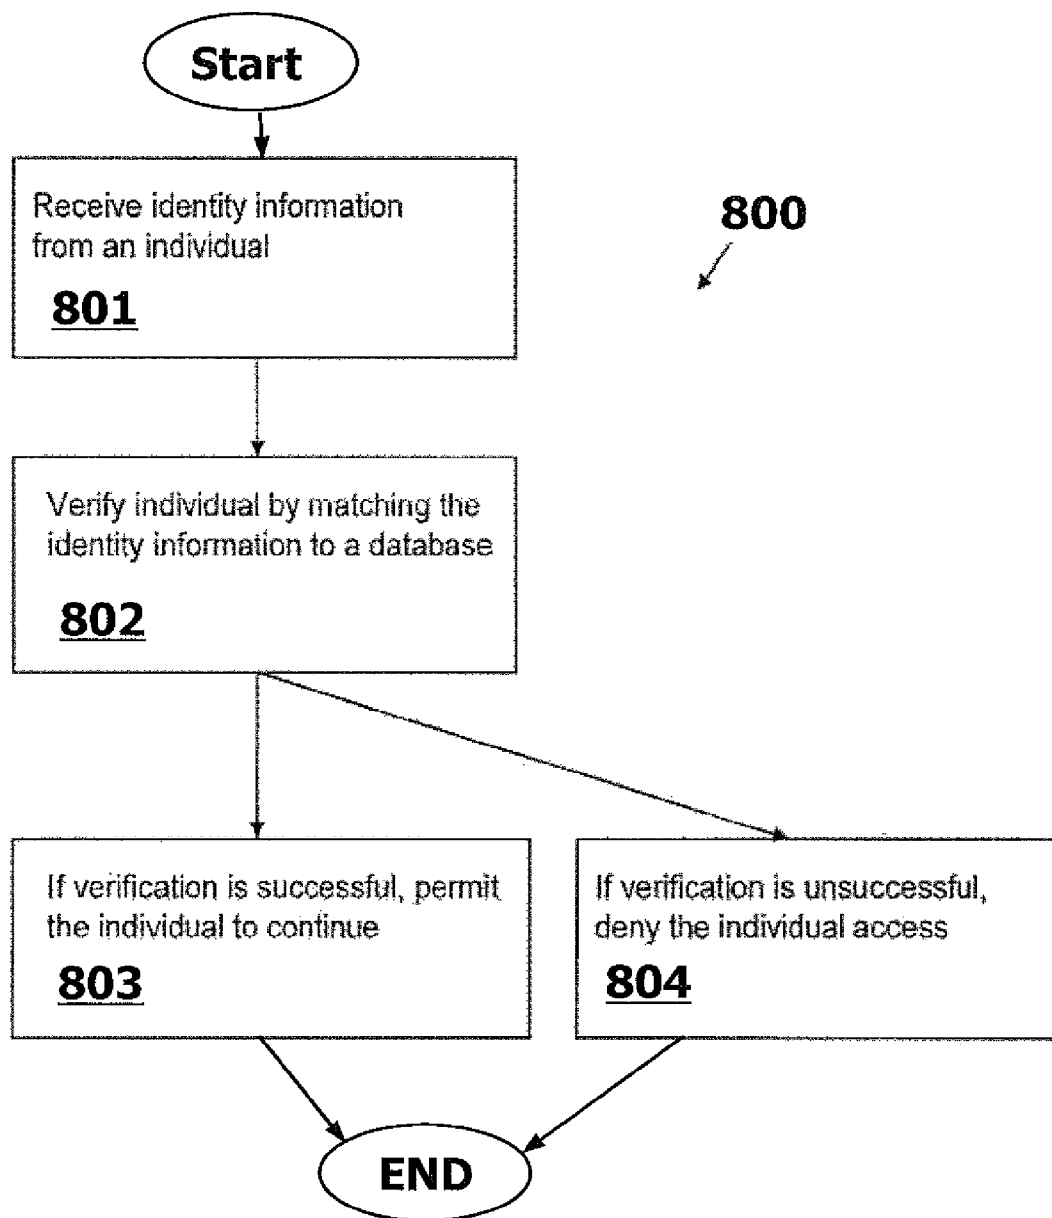 Start
Receive identity information
from an individual
801
800
Verify individual by matching the
identity information to a database
802
If verification is successful, permit
the individual to continue
803
If verification is unsuccessful,
deny the individual access
804
END